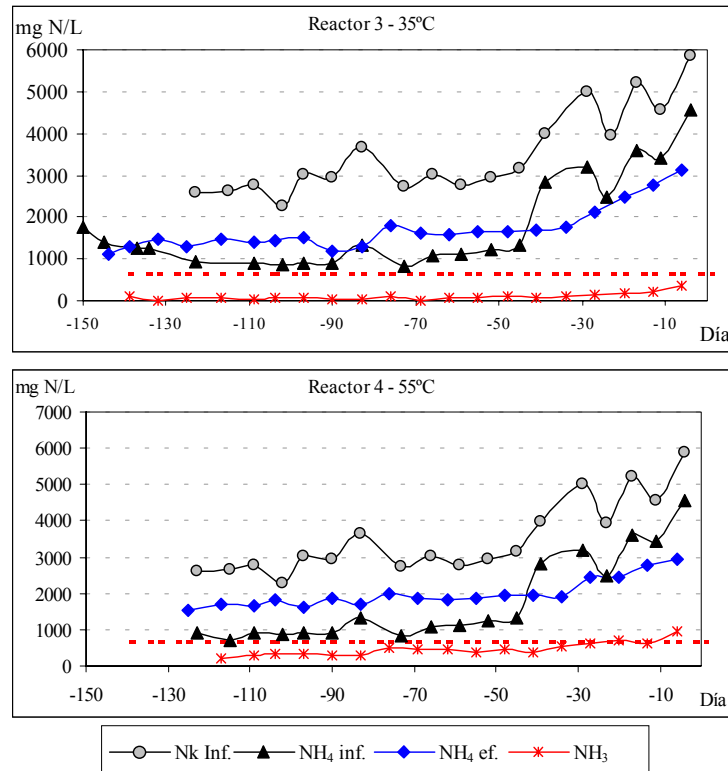 mg N/L
Reactor 3 - 35ºC
6000
5000
4000
3000
2000
1000
0
-150 -130 -110 -90 -70 -50 -30 -10
Día
mg N/L
Reactor 4 - 55ºC
7000
6000
5000
4000
3000
2000
1000
0
-150 -130 -110 -90 -70 -50 -30 -10
Día
Nk Inf. NH₄ inf. NH₄ ef. NH₃